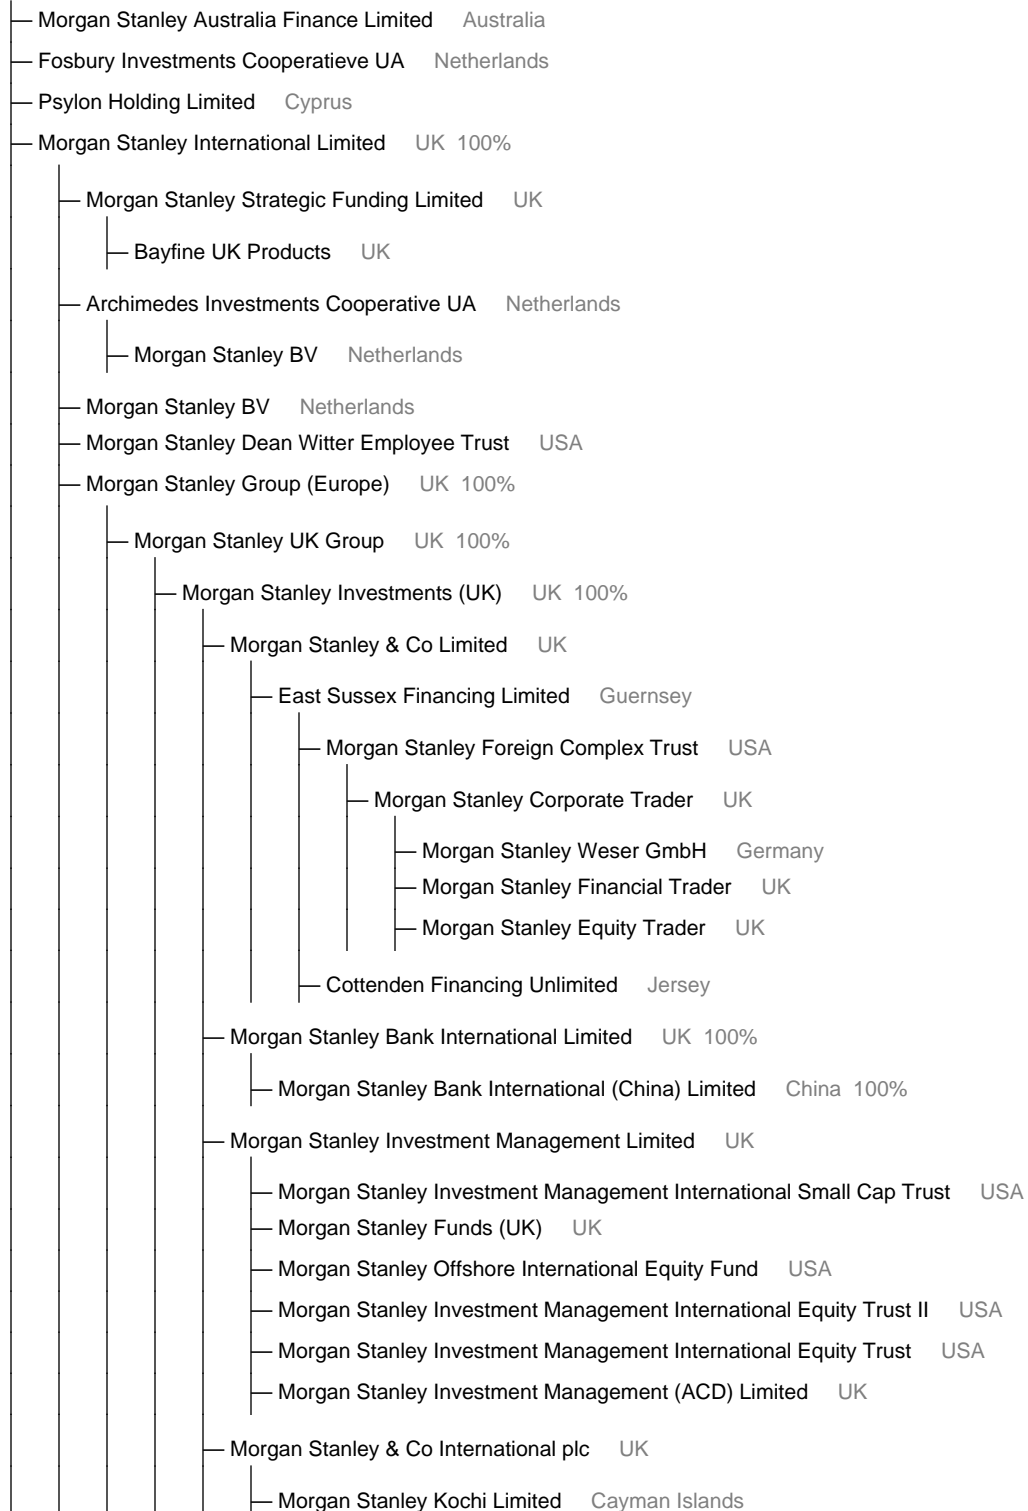 Morgan Stanley Australia Finance Limited Australia
Fosbury Investments Cooperatieve UA Netherlands
Psylon Holding Limited Cyprus
Morgan Stanley International Limited UK 100%
Morgan Stanley Strategic Funding Limited UK
Bayfine UK Products UK
Archimedes Investments Cooperative UA Netherlands
Morgan Stanley BV Netherlands
Morgan Stanley BV Netherlands
Morgan Stanley Dean Witter Employee Trust USA
Morgan Stanley Group (Europe) UK 100%
Morgan Stanley UK Group UK 100%
Morgan Stanley Investments (UK) UK 100%
Morgan Stanley & Co Limited UK
East Sussex Financing Limited Guernsey
Morgan Stanley Foreign Complex Trust USA
Morgan Stanley Corporate Trader UK
Morgan Stanley Weser GmbH Germany
Morgan Stanley Financial Trader UK
Morgan Stanley Equity Trader UK
Cottenden Financing Unlimited Jersey
Morgan Stanley Bank International Limited UK 100%
Morgan Stanley Bank International (China) Limited China 100%
Morgan Stanley Investment Management Limited UK
Morgan Stanley Investment Management International Small Cap Trust USA
Morgan Stanley Funds (UK) UK
Morgan Stanley Offshore International Equity Fund USA
Morgan Stanley Investment Management International Equity Trust II USA
Morgan Stanley Investment Management International Equity Trust USA
Morgan Stanley Investment Management (ACD) Limited UK
Morgan Stanley & Co International plc UK
Morgan Stanley Kochi Limited Cayman Islands